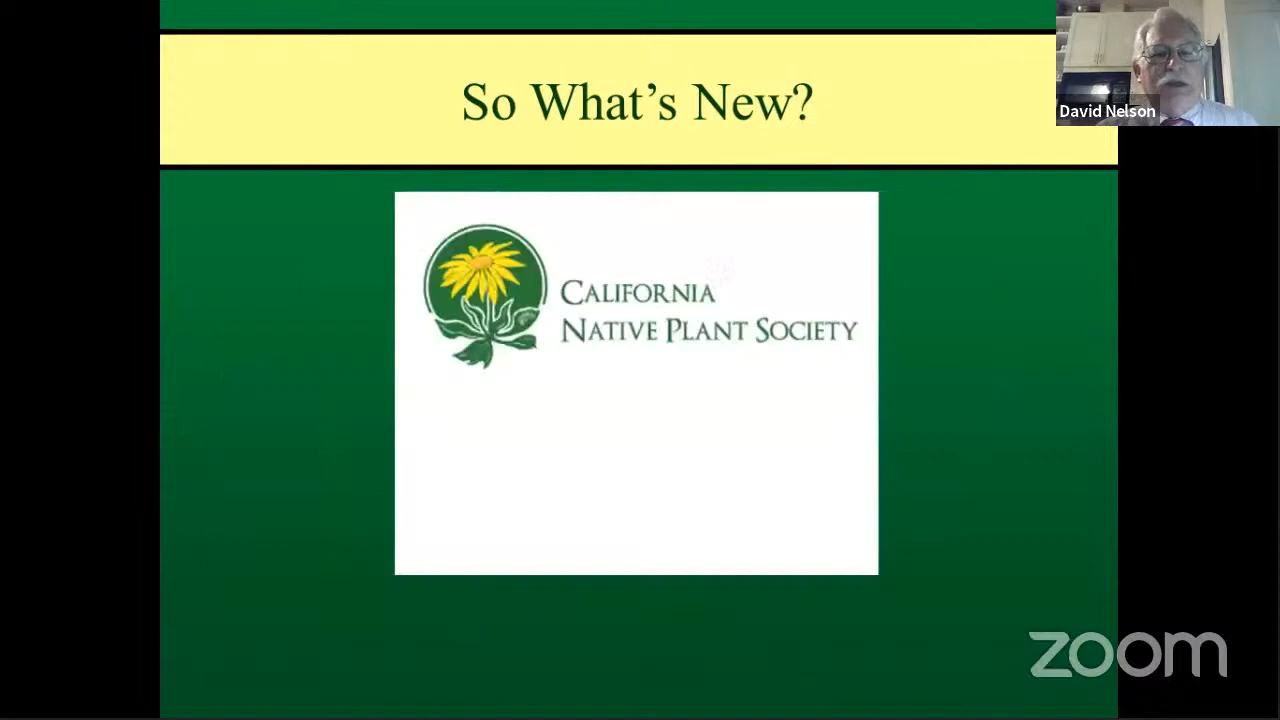 So What's New?
David Nelson
CALIFORNIA
NATIVE PLANT SOCIETY
zoom